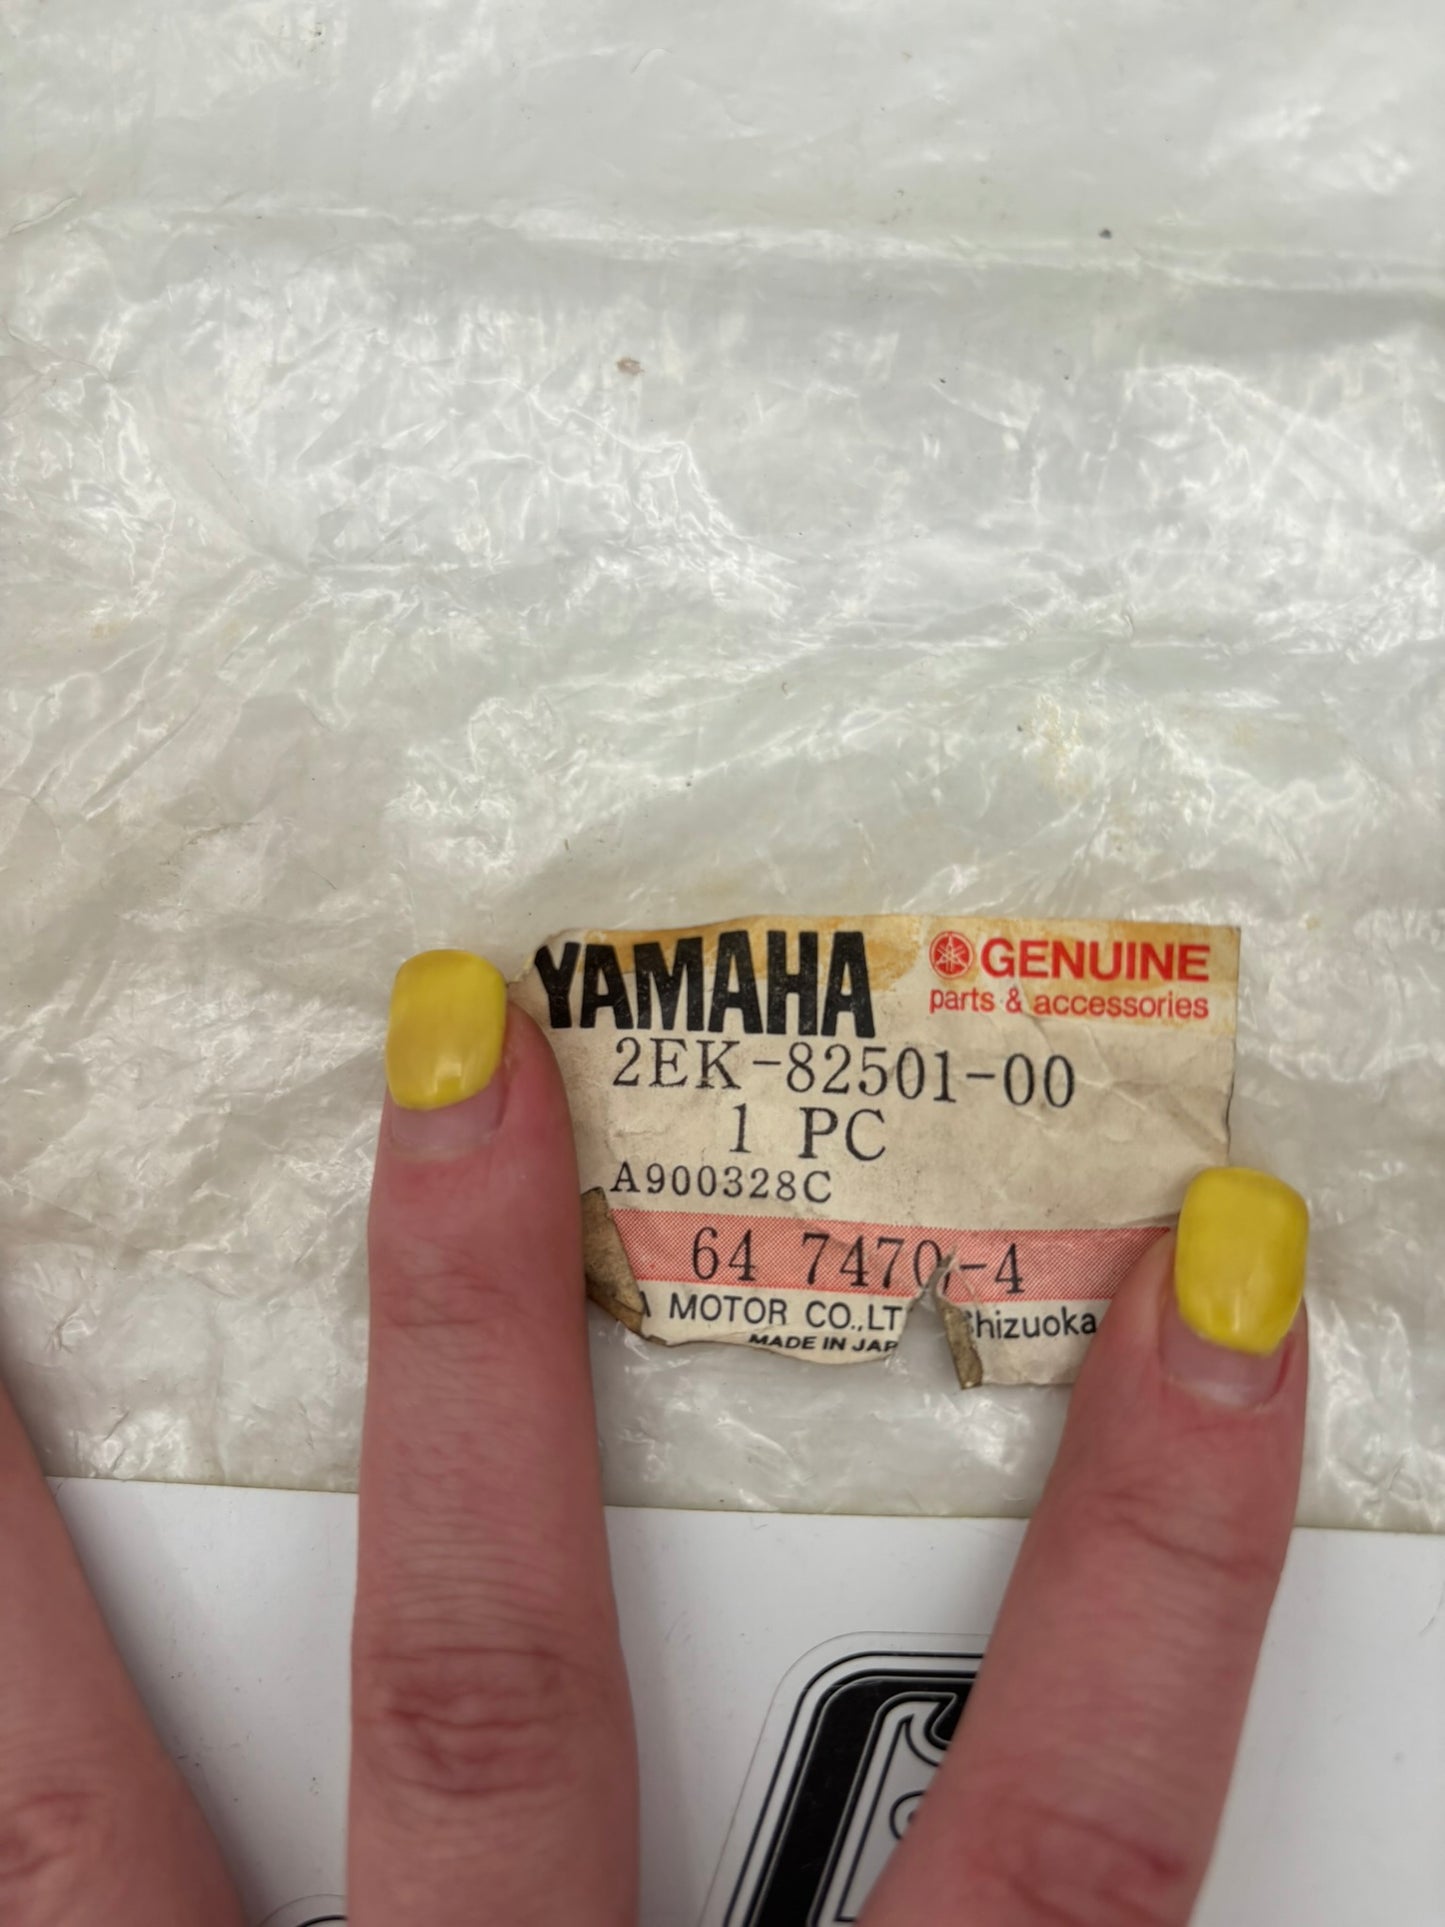 YAMAHA
GENUINE
parts & accessories
2EK-82501-00
1 PC
A900328C
64 7470-4
A MOTOR CO.,LT Shizuoka
MADE IN JAP